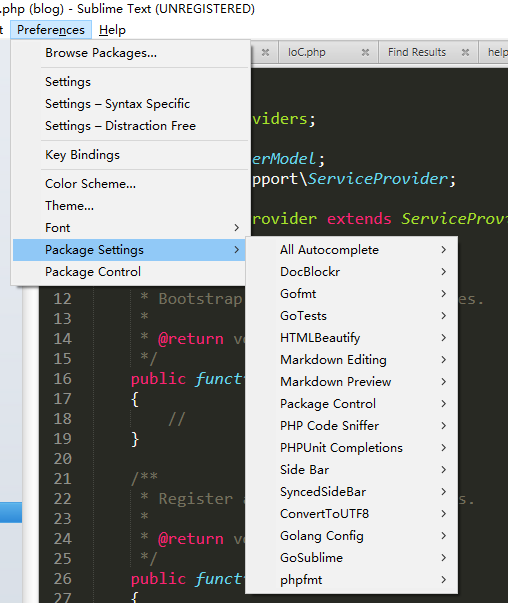 .php (blog) - Sublime Text (UNREGISTERED)
t Preferences Help
Browse Packages...
Settings
Settings – Syntax Specific
Settings – Distraction Free
Key Bindings
Color Scheme...
Theme...
Font
Package Settings
Package Control
IoC.php
Find Results
help
viders;
erModel;
pport\ServiceProvider;
rovider extends ServiceProvi
All Autocomplete
DocBlockr
Gofmt
GoTests
HTMLBeautify
Markdown Editing
Markdown Preview
Package Control
PHP Code Sniffer
PHPUnit Completions
Side Bar
SyncedSideBar
ConvertToUTF8
Golang Config
GoSublime
phpfmt
12 * Bootstrap es.
13 *
14 * @return vo
15 */
16 public funct
17 {
18 //
19 }
20
21 /**
22 * Register a s.
23 *
24 * @return vo
25 */
26 public funct
27 {